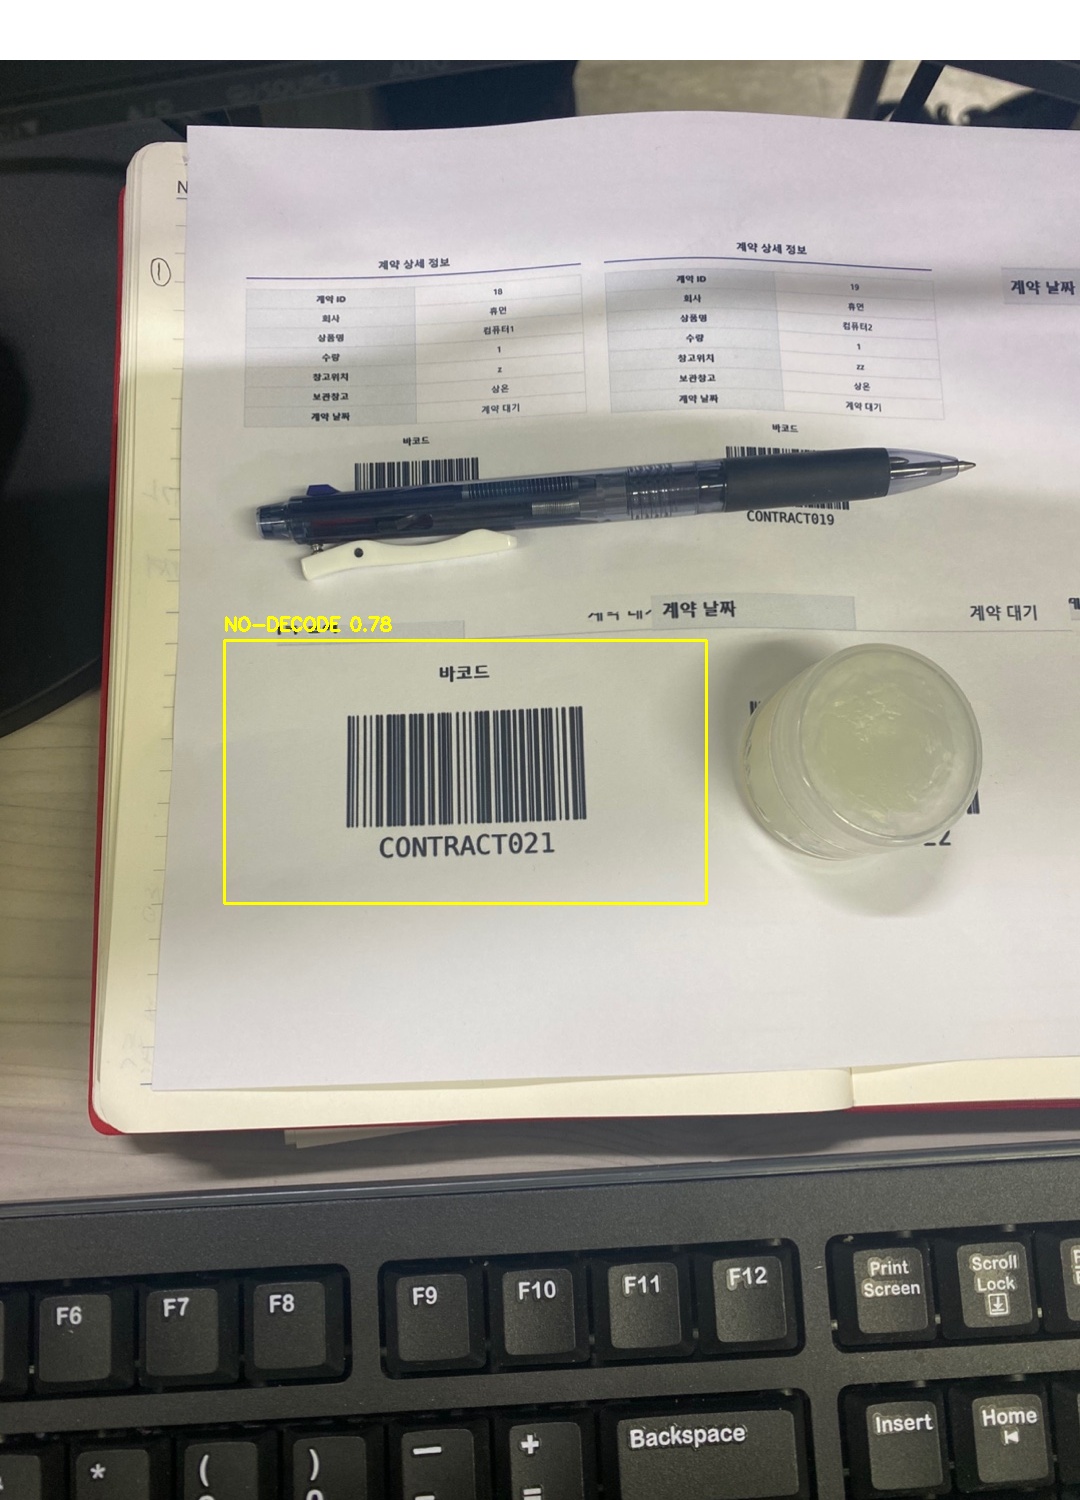 계약 상세 정보
계약 ID 18
회사 휴먼
상품명 컴퓨터1
수량 1
창고위치 z
보관창고 상온
계약 날짜 계약 대기
바코드
계약 상세 정보
계약 ID 19
회사 휴먼
상품명 컴퓨터2
수량 1
창고위치 zz
보관창고 상온
계약 날짜 계약 대기
바코드
CONTRACT019
계약 날짜
계약 날짜 계약 대기
NO-DECODE 0.78
바코드
CONTRACT021
F6 F7 F8 F9 F10 F11 F12
Print Screen
Scroll Lock
* ( ) — +
0 - =
Backspace
Insert
Home